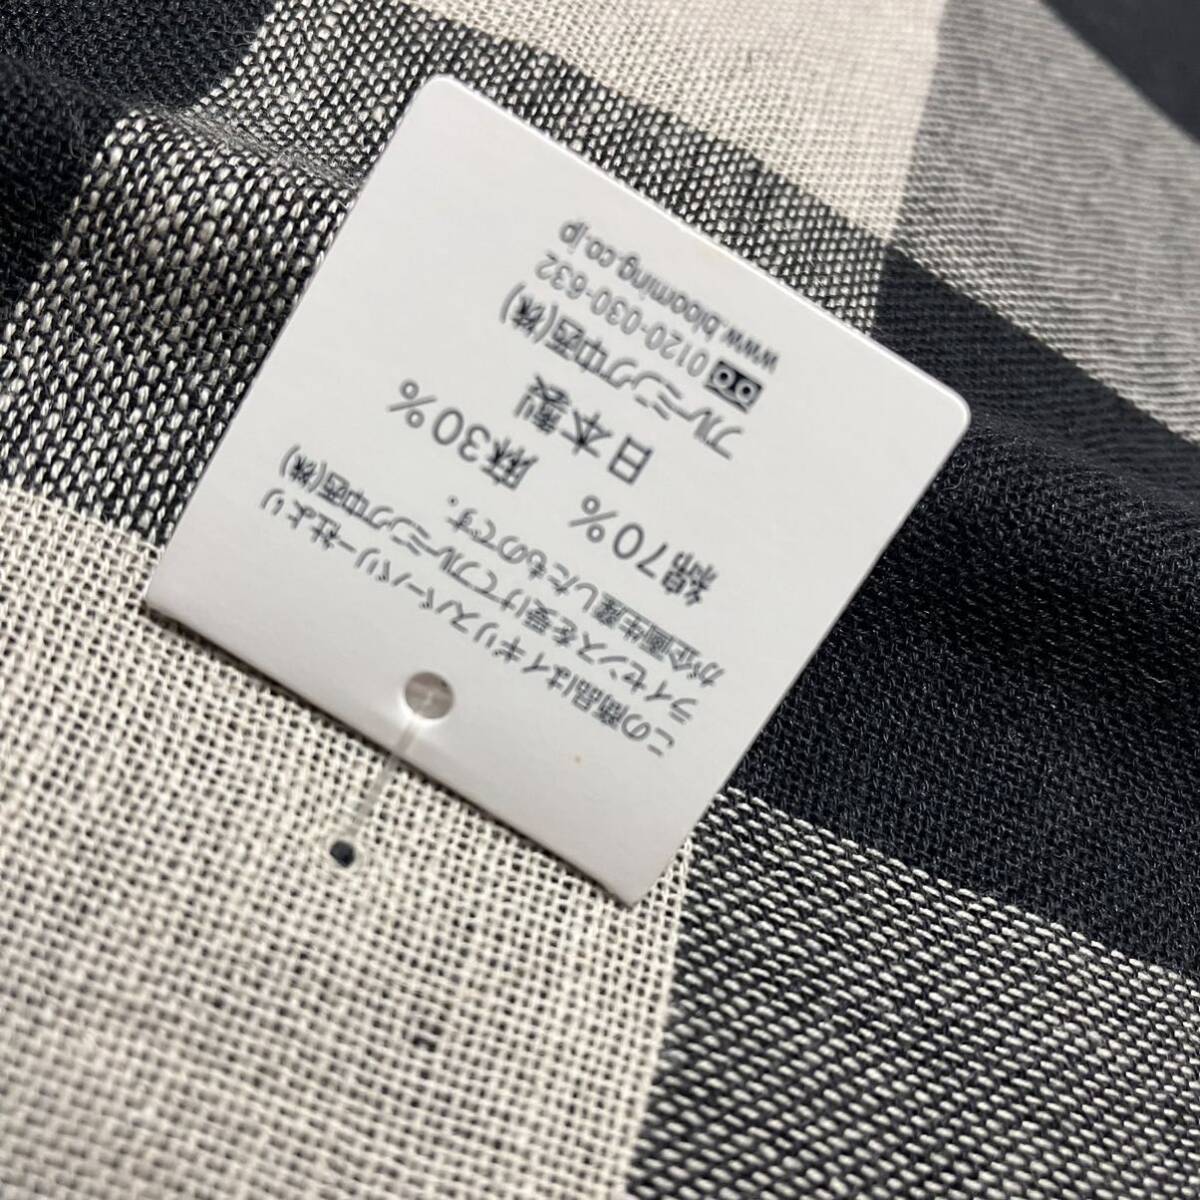 この商品はイギリスバーバリー社より
ライセンスを受けてブルーミング中西(株)
が企画生産したものです。
綿70% 麻30%
日本製
ブルーミング中西(株)
0120-030-632
www.blooming.co.jp